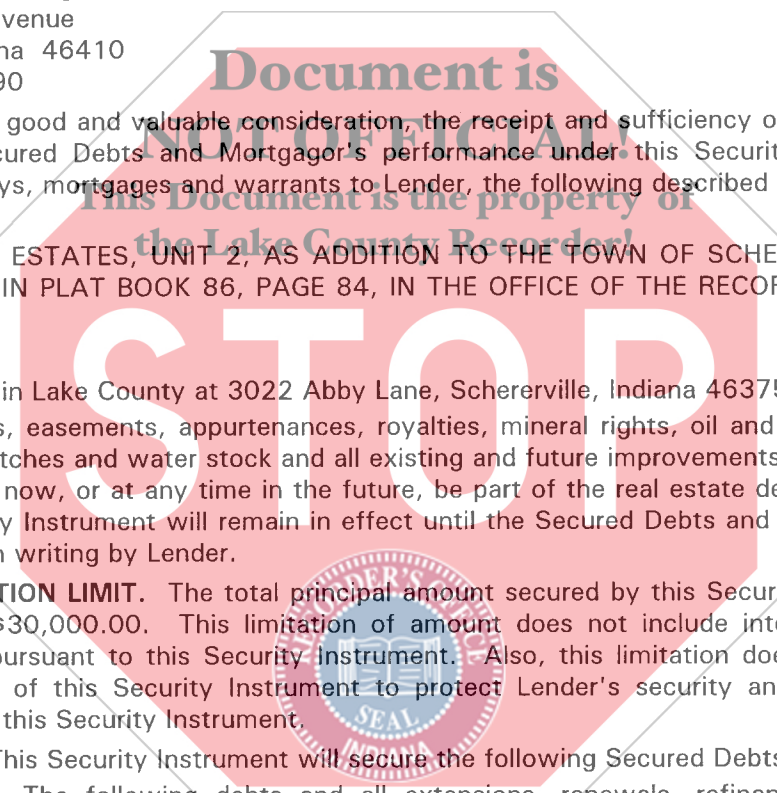 venue
na 46410
90
Document is
good and valuable consideration, the receipt and sufficiency o
NOT OFFICIAL!
cured Debts and Mortgagor's performance under this Securit
ys, mortgages and warrants to Lender, the following described
This Document is the property of
the Lake County Recorder!
ESTATES, UNIT 2, AS ADDITION TO THE TOWN OF SCHE
IN PLAT BOOK 86, PAGE 84, IN THE OFFICE OF THE RECOR
STOP
in Lake County at 3022 Abby Lane, Schererville, Indiana 46375
s, easements, appurtenances, royalties, mineral rights, oil and
tches and water stock and all existing and future improvements
now, or at any time in the future, be part of the real estate de
y Instrument will remain in effect until the Secured Debts and
n writing by Lender.
TION LIMIT. The total principal amount secured by this Secur
$30,000.00. This limitation of amount does not include inte
pursuant to this Security Instrument. Also, this limitation doe
of this Security Instrument to protect Lender's security an
this Security Instrument.
SEAL
INDIANA
This Security Instrument will secure the following Secured Debts
The following debts and all extensions, renewals, refinan